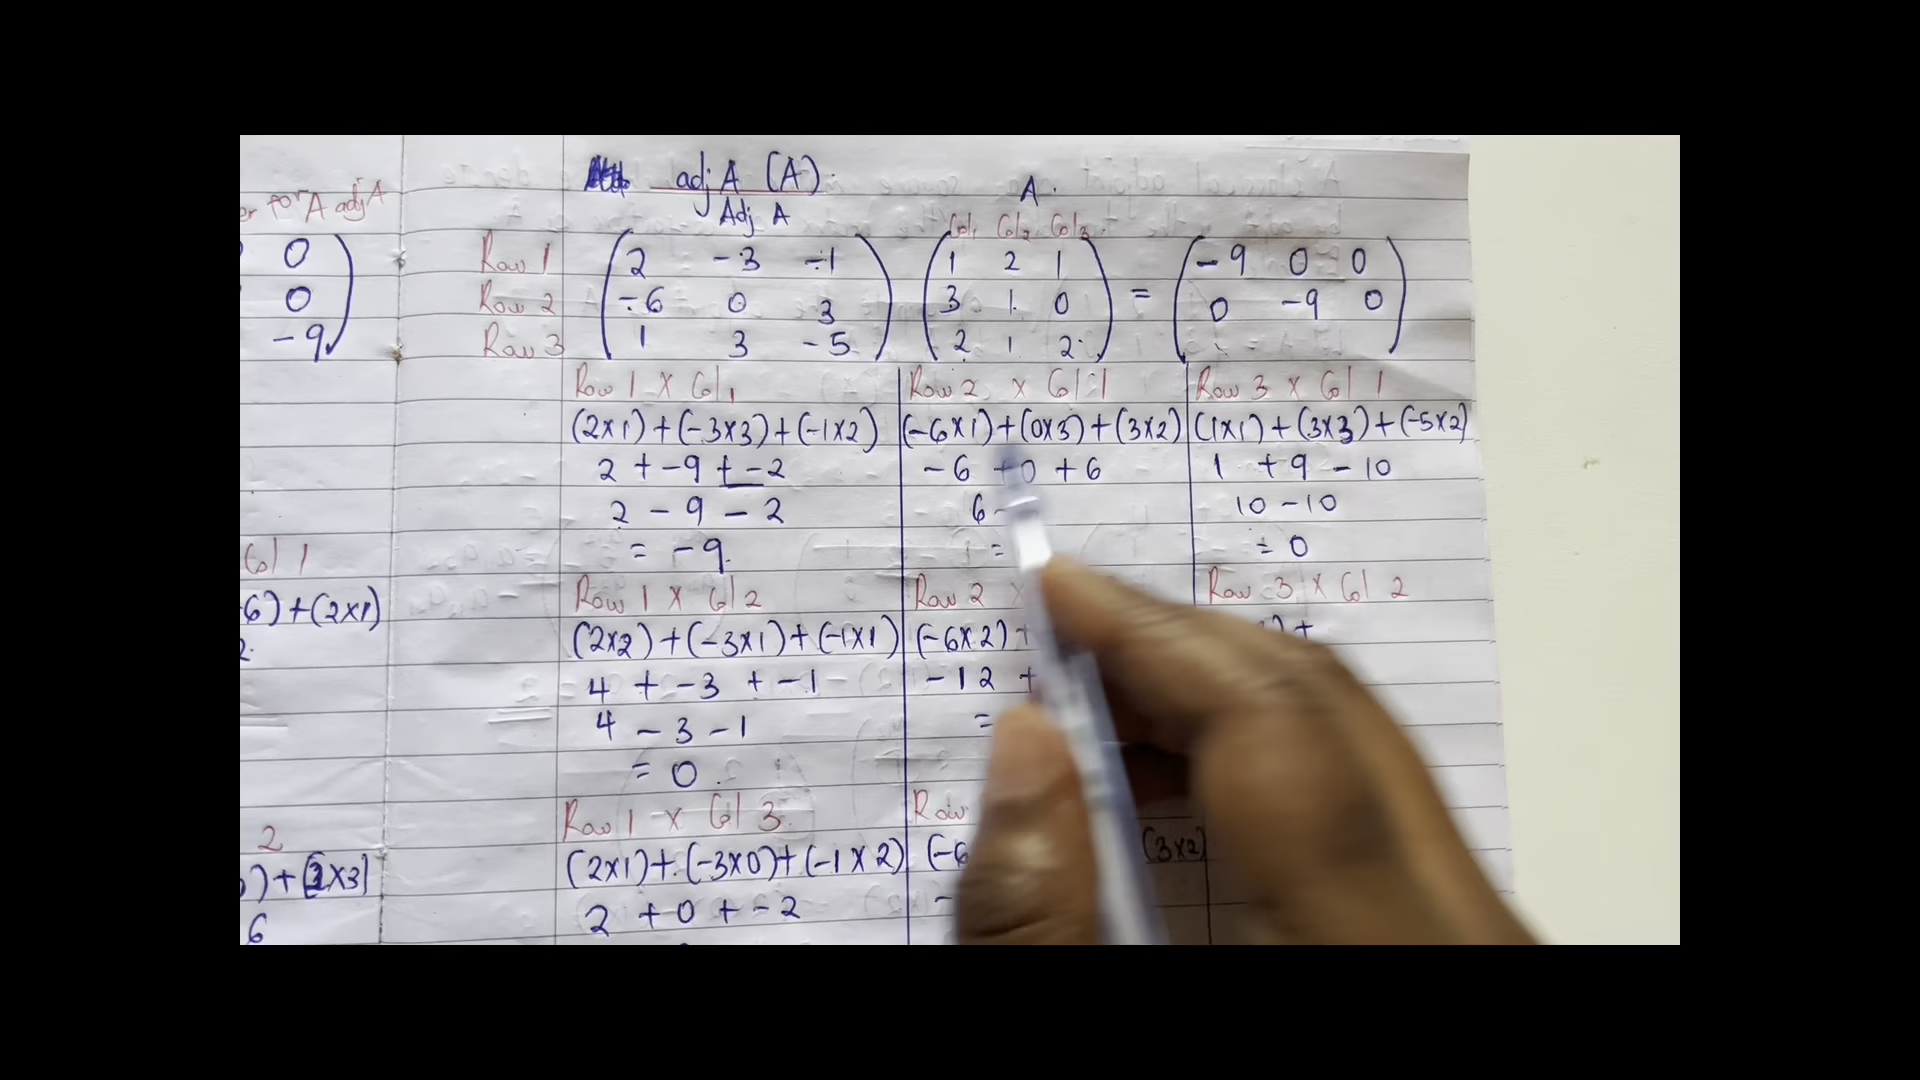 adj A (A).
Adj A
A.
Col1 Col2 Col3
er for A adj A
0
0
-9
Row 1
Row 2
Row 3
2 -3 -1
-6 0 3
1 3 -5
1 2 1
3 1 0
2 1 2
=
-9 0 0
0 -9 0
Row 1 x Col1
(2x1)+(-3x3)+(-1x2)
2 + -9 + -2
2 - 9 - 2
= -9.
Row 2 x Col 1
(-6x1)+(0x3)+(3x2)
-6 +0 +6
6 -
=
Row 3 x Col 1
(1x1)+(3x3)+(-5x2)
1 +9 -10
10 -10
= 0
Col 1
6)+(2x1)
2.
Row 1 x Col 2
(2x2)+(-3x1)+(-1x1)
4 + -3 + -1
4 - 3 - 1
= 0.
Row 2 x
(-6x2)+
-12 +
=
Row 3 x Col 2
)+
2
)+(2x3)
6
Row 1 x Col 3.
(2x1)+(-3x0)+(-1x2)
2 +0 + -2
Row
(-6
(3x2)
-